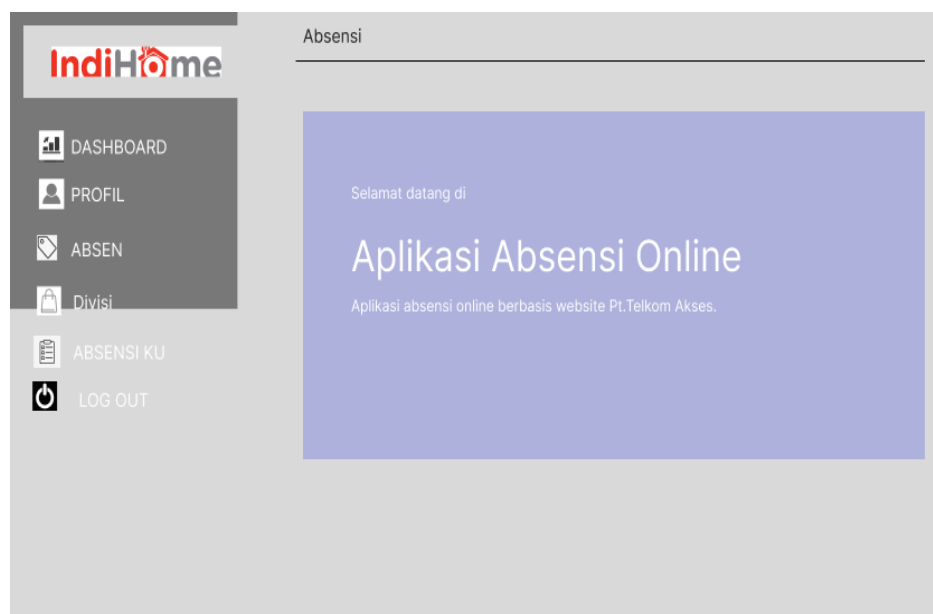 IndiHome
DASHBOARD
PROFIL
ABSEN
Divisi
ABSENSI KU
LOG OUT
Absensi
Selamat datang di
Aplikasi Absensi Online
Aplikasi absensi online berbasis website Pt.Telkom Akses.